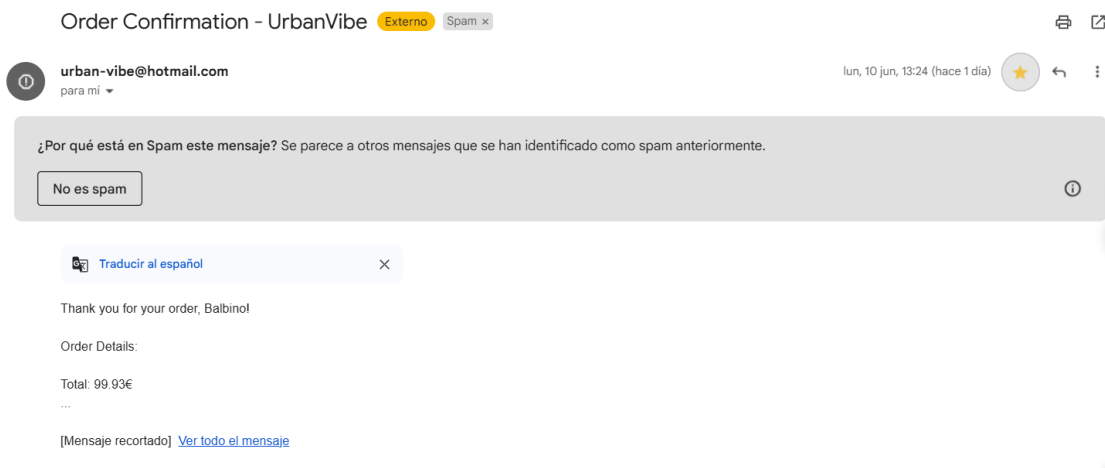 Order Confirmation - UrbanVibe Externo Spam ×
urban-vibe@hotmail.com lun, 10 jun, 13:24 (hace 1 día)
para mí
¿Por qué está en Spam este mensaje? Se parece a otros mensajes que se han identificado como spam anteriormente.
No es spam
Traducir al español
Thank you for your order, Balbino!
Order Details:
Total: 99.93€
...
[Mensaje recortado] Ver todo el mensaje